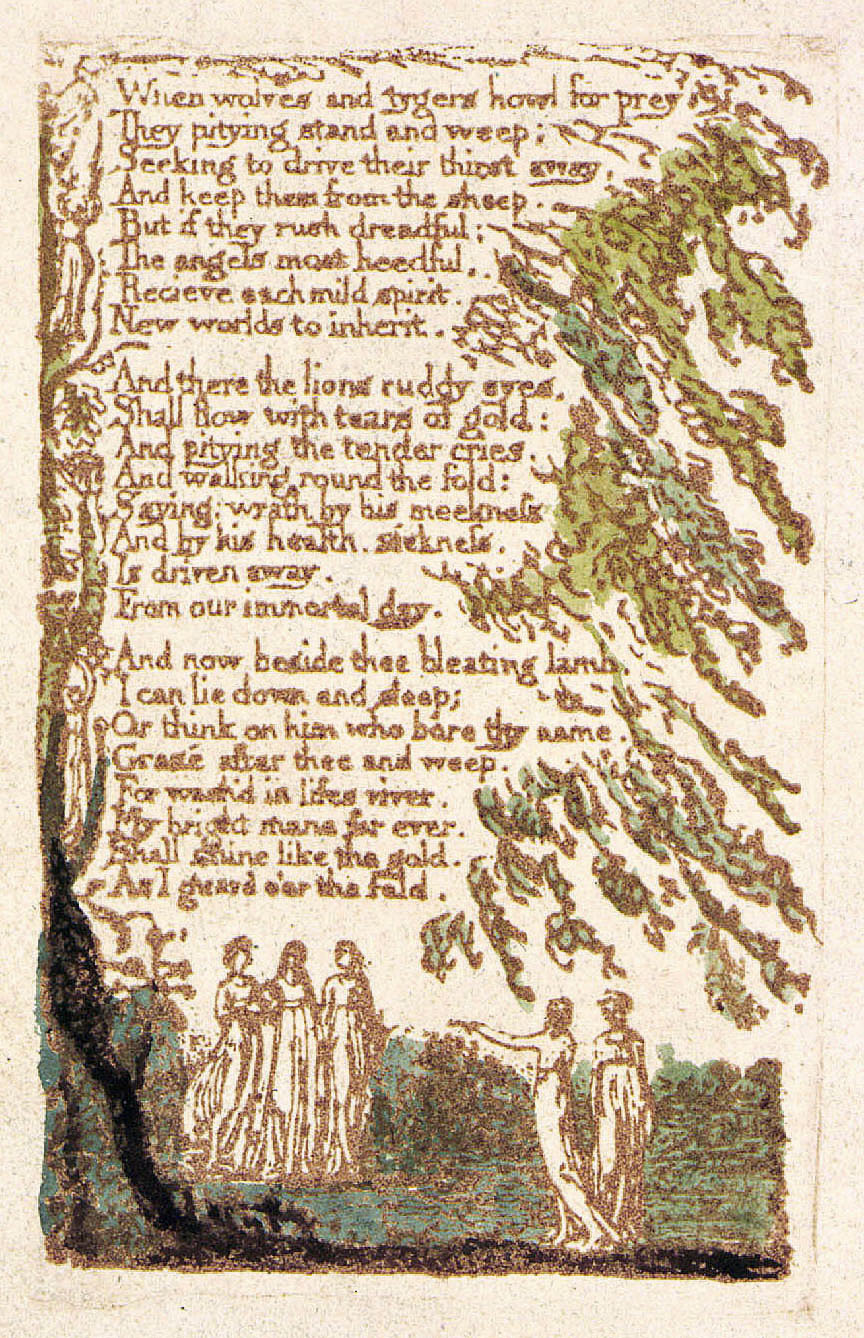 When wolves and tygers howl for prey
They pitying stand and weep;
Seeking to drive their thirst away,
And keep them from the sheep.
But if they rush dreadful;
The angels most heedful,
Recieve each mild spirit.
New worlds to inherit.
And there the lions ruddy eyes,
Shall flow with tears of gold:
And pitying the tender cries,
And walking round the fold:
Saying: wrath by his meekness
And by his health, sickness,
Is driven away,
From our immortal day.
And now beside thee bleating lamb,
I can lie down and sleep;
Or think on him who bore thy name,
Grase after thee and weep.
For wash'd in lifes river,
My bright mane for ever,
Shall shine like the gold,
As I guard o'er the fold.